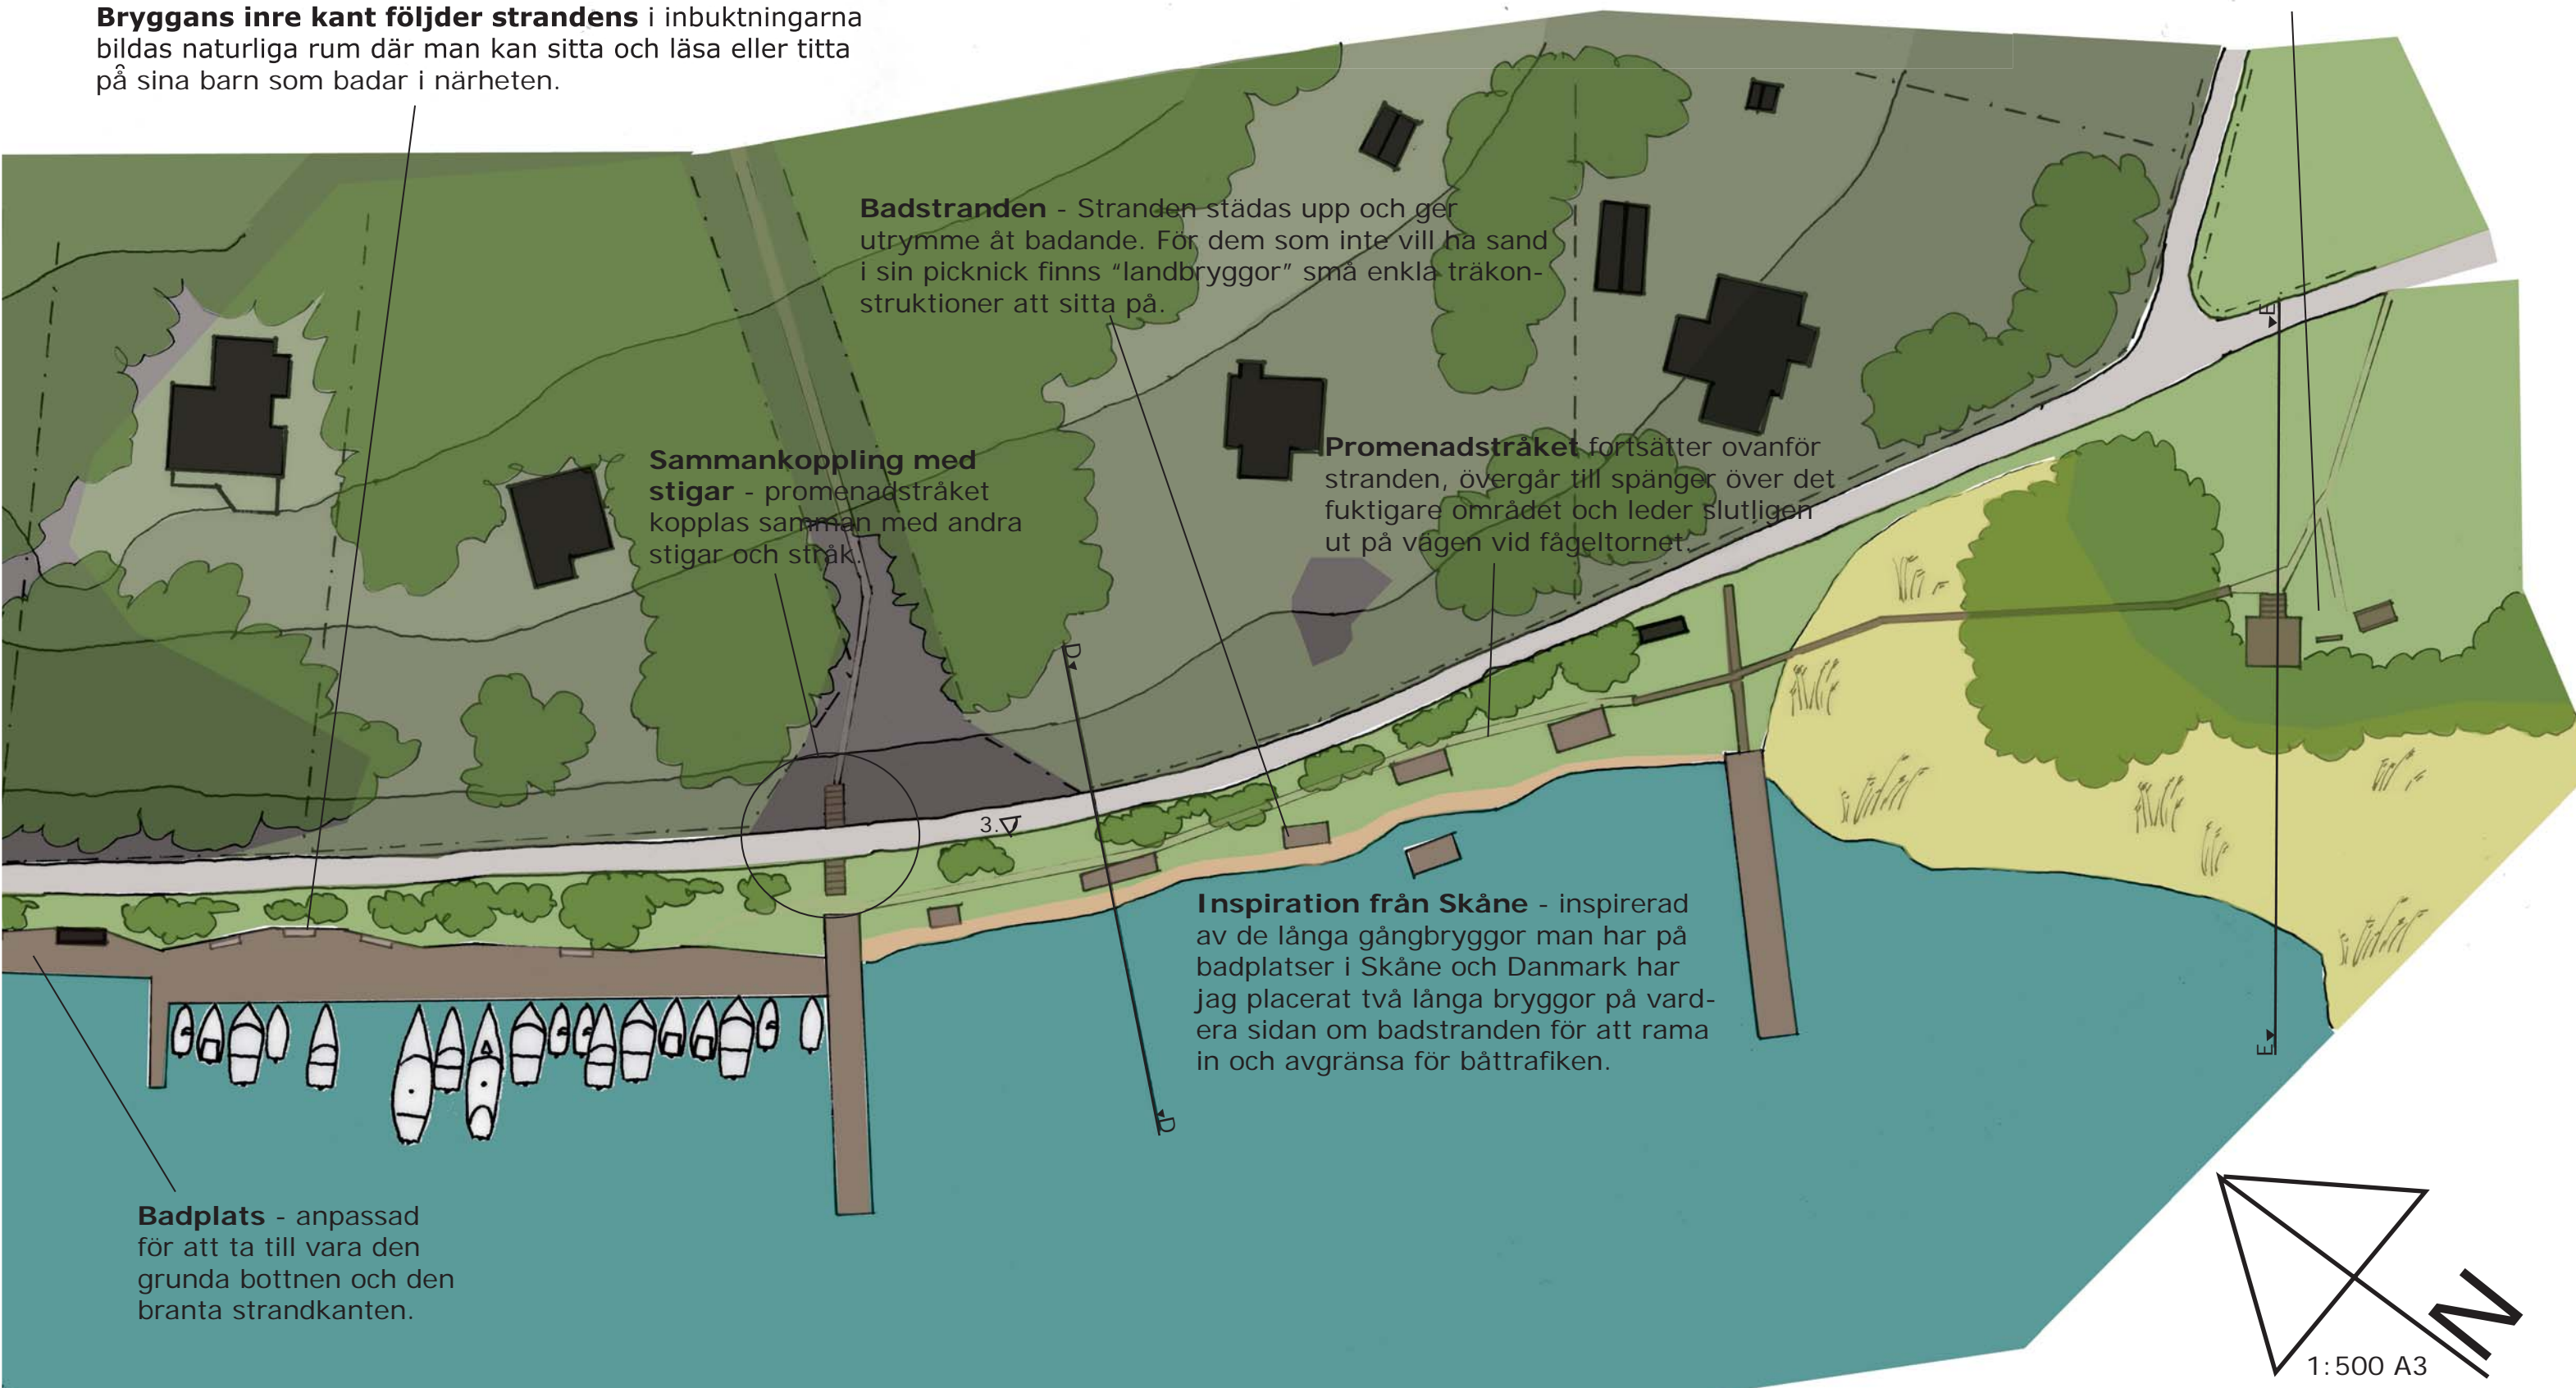 Bryggans inre kant följder strandens i inbuktningarna
bildas naturliga rum där man kan sitta och läsa eller titta
på sina barn som badar i närheten.
Badstranden - Stranden städas upp och ger
utrymme åt badande. För dem som inte vill ha sand
i sin picknick finns “landbryggor” små enkla träkon-
struktioner att sitta på.
Sammankoppling med
stigar - promenadstråket
kopplas samman med andra
stigar och stråk.
Promenadstråket fortsätter ovanför
stranden, övergår till spänger över det
fuktigare området och leder slutligen
ut på vägen vid fågeltornet.
E
D
3.
Inspiration från Skåne - inspirerad
av de långa gångbryggor man har på
badplatser i Skåne och Danmark har
jag placerat två långa bryggor på vard-
era sidan om badstranden för att rama
in och avgränsa för båttrafiken.
E
D
Badplats - anpassad
för att ta till vara den
grunda bottnen och den
branta strandkanten.
N
1:500 A3